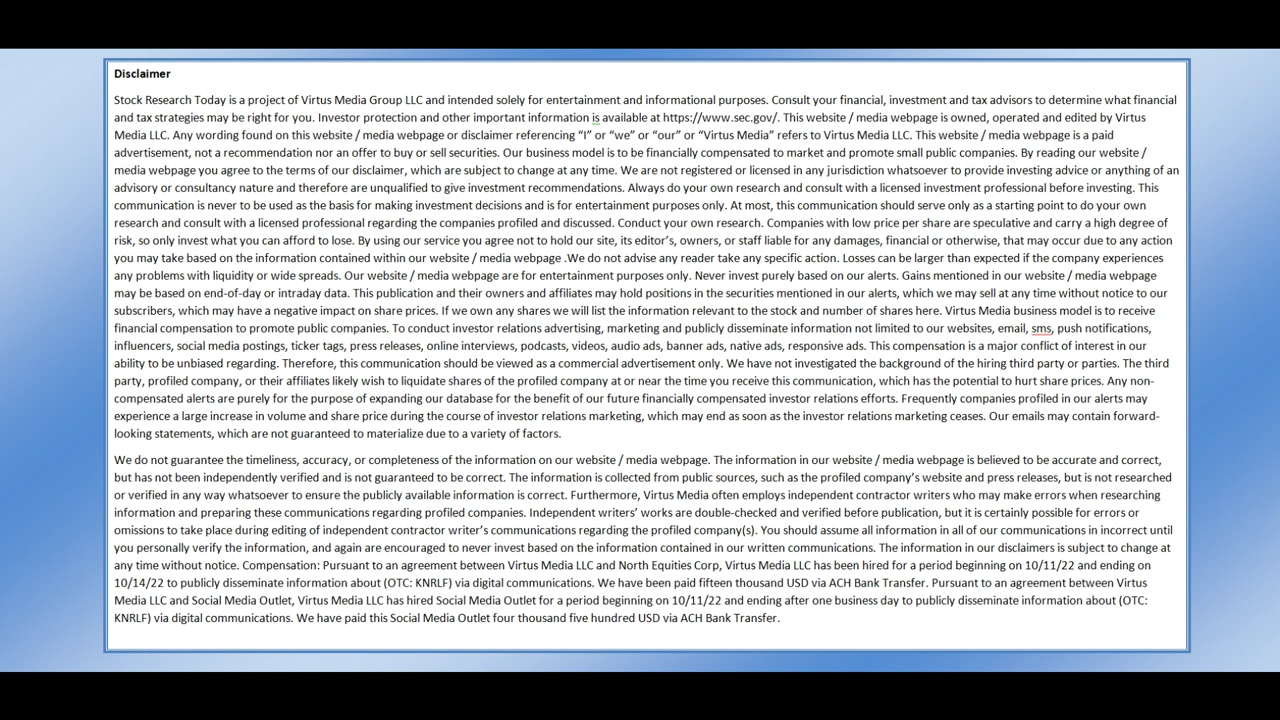 Disclaimer
Stock Research Today is a project of Virtus Media Group LLC and intended solely for entertainment and informational purposes. Consult your financial, investment and tax advisors to determine what financial
and tax strategies may be right for you. Investor protection and other important information is available at https://www.sec.gov/. This website / media webpage is owned, operated and edited by Virtus
Media LLC. Any wording found on this website / media webpage or disclaimer referencing “I” or “we” or “our” or “Virtus Media” refers to Virtus Media LLC. This website / media webpage is a paid
advertisement, not a recommendation nor an offer to buy or sell securities. Our business model is to be financially compensated to market and promote small public companies. By reading our website /
media webpage you agree to the terms of our disclaimer, which are subject to change at any time. We are not registered or licensed in any jurisdiction whatsoever to provide investing advice or anything of an
advisory or consultancy nature and therefore are unqualified to give investment recommendations. Always do your own research and consult with a licensed investment professional before investing. This
communication is never to be used as the basis for making investment decisions and is for entertainment purposes only. At most, this communication should serve only as a starting point to do your own
research and consult with a licensed professional regarding the companies profiled and discussed. Conduct your own research. Companies with low price per share are speculative and carry a high degree of
risk, so only invest what you can afford to lose. By using our service you agree not to hold our site, its editor’s, owners, or staff liable for any damages, financial or otherwise, that may occur due to any action
you may take based on the information contained within our website / media webpage .We do not advise any reader take any specific action. Losses can be larger than expected if the company experiences
any problems with liquidity or wide spreads. Our website / media webpage are for entertainment purposes only. Never invest purely based on our alerts. Gains mentioned in our website / media webpage
may be based on end-of-day or intraday data. This publication and their owners and affiliates may hold positions in the securities mentioned in our alerts, which we may sell at any time without notice to our
subscribers, which may have a negative impact on share prices. If we own any shares we will list the information relevant to the stock and number of shares here. Virtus Media business model is to receive
financial compensation to promote public companies. To conduct investor relations advertising, marketing and publicly disseminate information not limited to our websites, email, sms, push notifications,
influencers, social media postings, ticker tags, press releases, online interviews, podcasts, videos, audio ads, banner ads, native ads, responsive ads. This compensation is a major conflict of interest in our
ability to be unbiased regarding. Therefore, this communication should be viewed as a commercial advertisement only. We have not investigated the background of the hiring third party or parties. The third
party, profiled company, or their affiliates likely wish to liquidate shares of the profiled company at or near the time you receive this communication, which has the potential to hurt share prices. Any non-
compensated alerts are purely for the purpose of expanding our database for the benefit of our future financially compensated investor relations efforts. Frequently companies profiled in our alerts may
experience a large increase in volume and share price during the course of investor relations marketing, which may end as soon as the investor relations marketing ceases. Our emails may contain forward-
looking statements, which are not guaranteed to materialize due to a variety of factors.
We do not guarantee the timeliness, accuracy, or completeness of the information on our website / media webpage. The information in our website / media webpage is believed to be accurate and correct,
but has not been independently verified and is not guaranteed to be correct. The information is collected from public sources, such as the profiled company’s website and press releases, but is not researched
or verified in any way whatsoever to ensure the publicly available information is correct. Furthermore, Virtus Media often employs independent contractor writers who may make errors when researching
information and preparing these communications regarding profiled companies. Independent writers’ works are double-checked and verified before publication, but it is certainly possible for errors or
omissions to take place during editing of independent contractor writer’s communications regarding the profiled company(s). You should assume all information in all of our communications in incorrect until
you personally verify the information, and again are encouraged to never invest based on the information contained in our written communications. The information in our disclaimers is subject to change at
any time without notice. Compensation: Pursuant to an agreement between Virtus Media LLC and North Equities Corp, Virtus Media LLC has been hired for a period beginning on 10/11/22 and ending on
10/14/22 to publicly disseminate information about (OTC: KNRLF) via digital communications. We have been paid fifteen thousand USD via ACH Bank Transfer. Pursuant to an agreement between Virtus
Media LLC and Social Media Outlet, Virtus Media LLC has hired Social Media Outlet for a period beginning on 10/11/22 and ending after one business day to publicly disseminate information about (OTC:
KNRLF) via digital communications. We have paid this Social Media Outlet four thousand five hundred USD via ACH Bank Transfer.